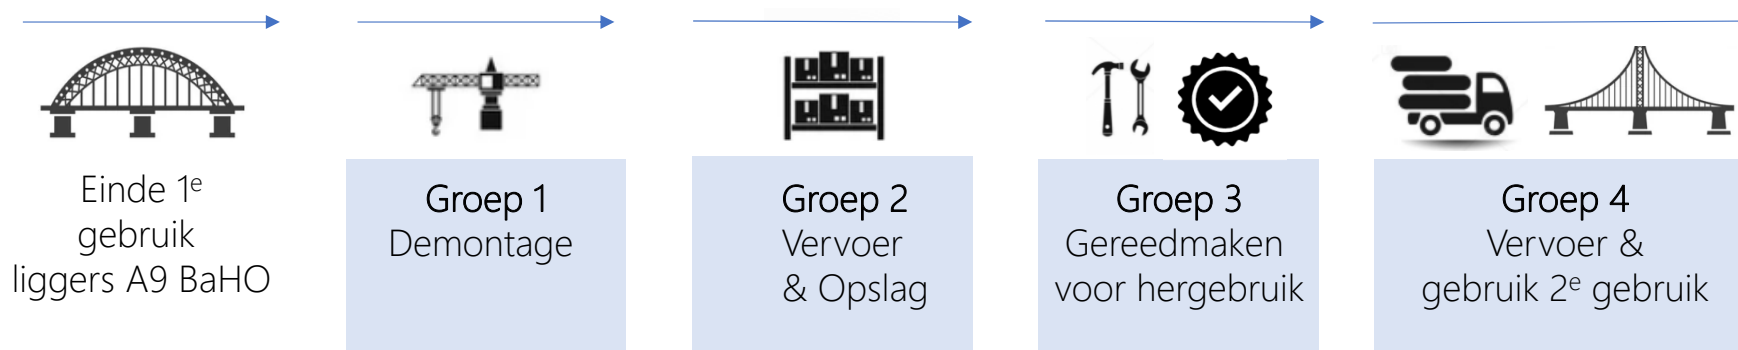 Einde 1e
gebruik
liggers A9 BaHO
Groep 1
Demontage
Groep 2
Vervoer
& Opslag
Groep 3
Gereedmaken
voor hergebruik
Groep 4
Vervoer &
gebruik 2e gebruik